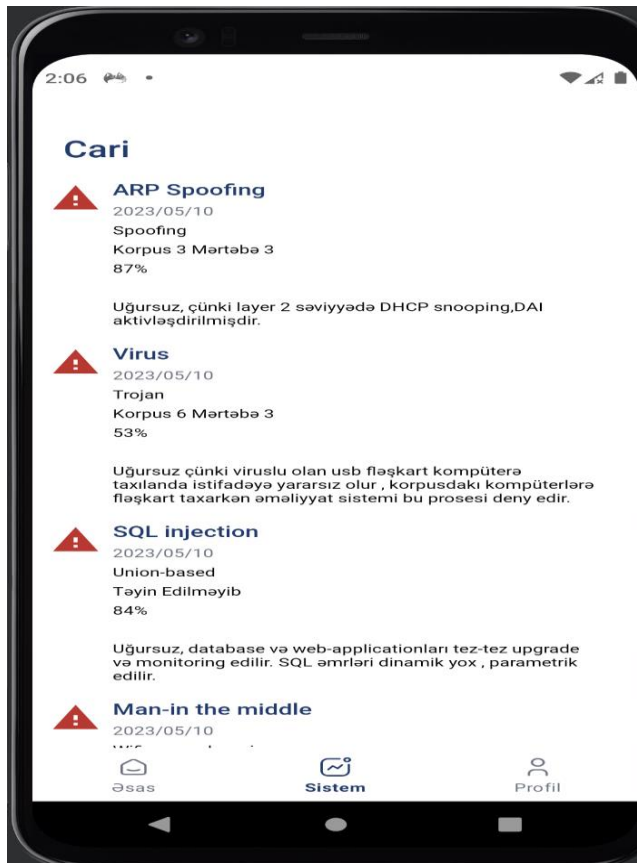 2:06
Cari
ARP Spoofing
2023/05/10
Spoofing
Korpus 3 Mərtəbə 3
87%
Uğursuz, çünki layer 2 səviyyədə DHCP snooping,DAI
aktivləşdirilmişdir.
Virus
2023/05/10
Trojan
Korpus 6 Mərtəbə 3
53%
Uğursuz çünki viruslu olan usb fləşkart kompüterə
taxılanda istifadəyə yararsız olur , korpusdakı kompüterlərə
fləşkart taxarkən əməliyyat sistemi bu prosesi deny edir.
SQL injection
2023/05/10
Union-based
Təyin Edilməyib
84%
Uğursuz, database və web-applicationları tez-tez upgrade
və monitoring edilir. SQL əmrləri dinamik yox , parametrik
edilir.
Man-in the middle
2023/05/10
Əsas
Sistem
Profil